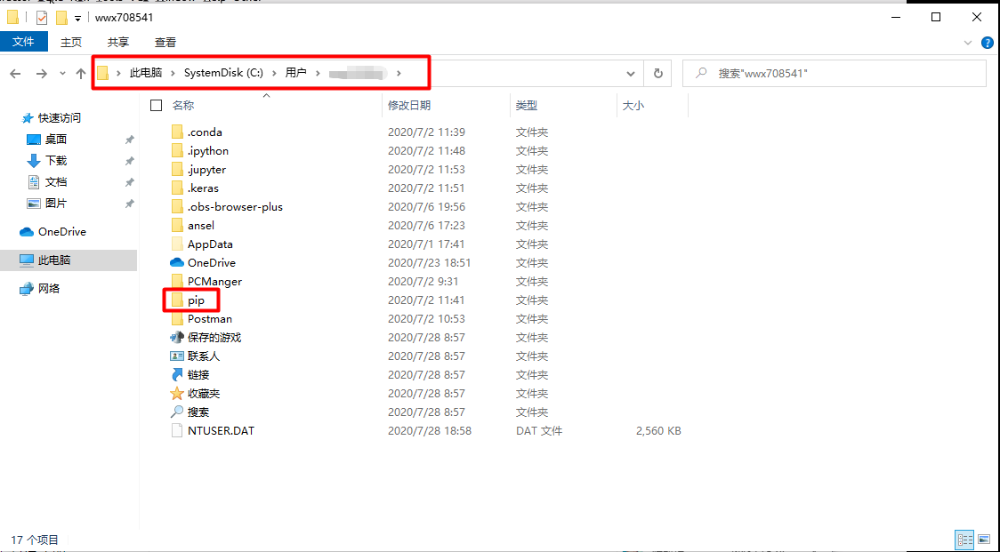 wwx708541
文件 主页 共享 查看
此电脑 SystemDisk (C:) 用户
搜索"wwx708541"
名称 修改日期 类型 大小
快速访问
桌面
下载
文档
图片
OneDrive
此电脑
网络
.conda 2020/7/2 11:39 文件夹
.ipython 2020/7/2 11:48 文件夹
.jupyter 2020/7/2 11:53 文件夹
.keras 2020/7/2 11:51 文件夹
.obs-browser-plus 2020/7/6 19:56 文件夹
ansel 2020/7/6 17:23 文件夹
AppData 2020/7/1 17:41 文件夹
OneDrive 2020/7/23 18:51 文件夹
PCManger 2020/7/2 9:31 文件夹
pip 2020/7/2 11:41 文件夹
Postman 2020/7/2 10:53 文件夹
保存的游戏 2020/7/28 8:57 文件夹
联系人 2020/7/28 8:57 文件夹
链接 2020/7/28 8:57 文件夹
收藏夹 2020/7/28 8:57 文件夹
搜索 2020/7/28 8:57 文件夹
NTUSER.DAT 2020/7/28 18:58 DAT 文件 2,560 KB
17 个项目